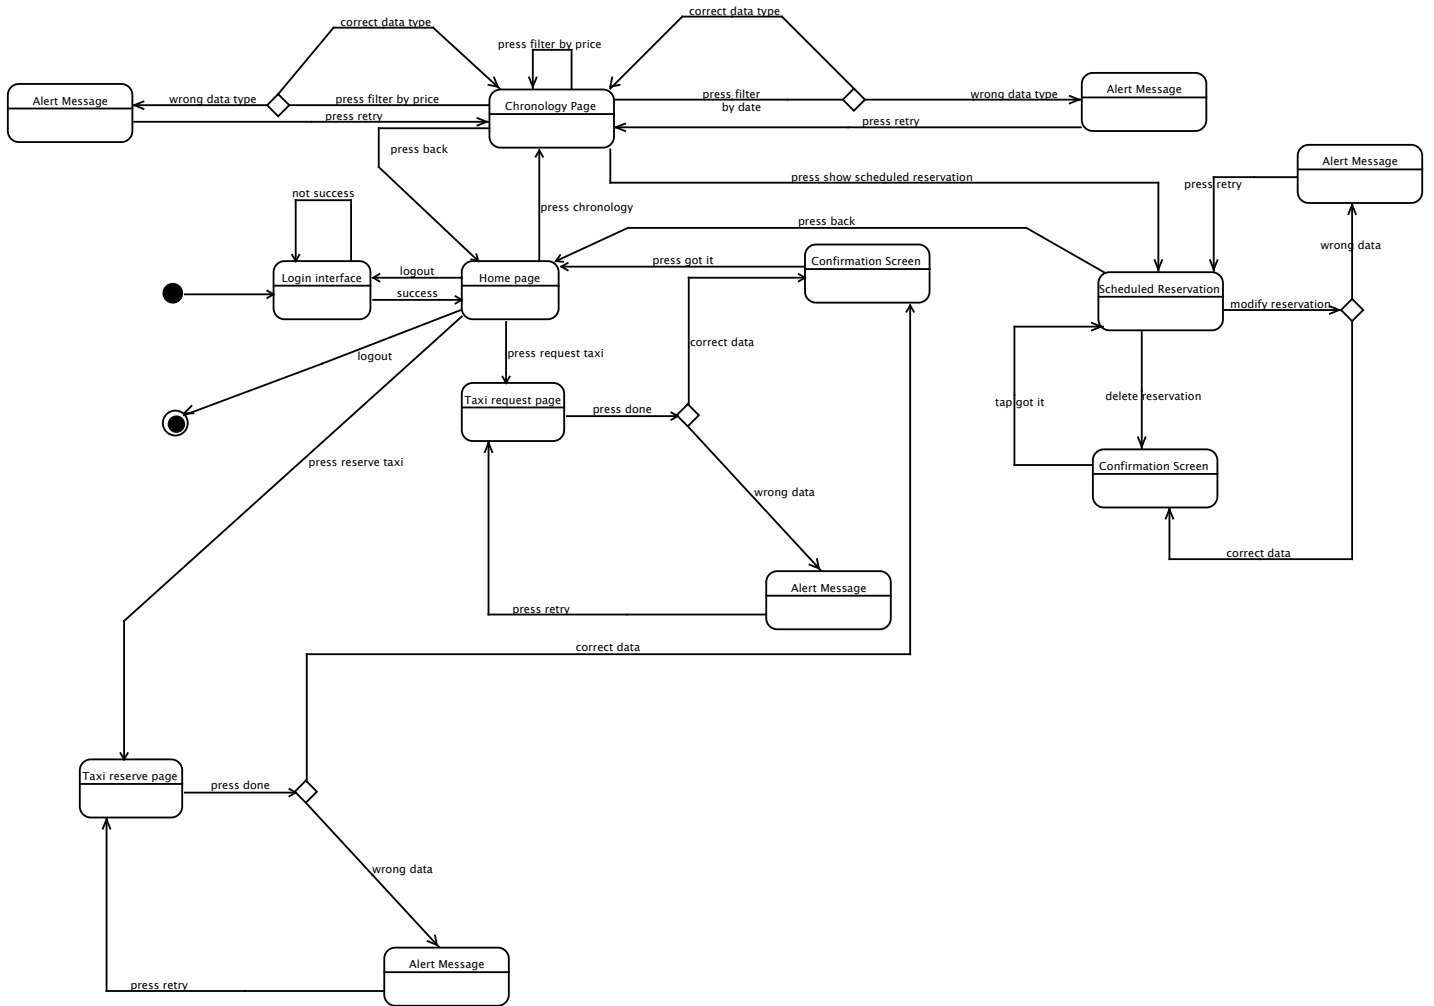 correct data type
correct data type
press filter by price
Alert Message
wrong data type
press filter by price
Chronology Page
press filter
by date
wrong data type
Alert Message
press retry
press retry
press back
press show scheduled reservation
Alert Message
press retry
not success
press chronology
press back
wrong data
Login interface
logout
success
Home page
press got it
Confirmation Screen
Scheduled Reservation
modify reservation
logout
press request taxi
correct data
Taxi request page
press done
tap got it
delete reservation
press reserve taxi
Confirmation Screen
wrong data
correct data
Alert Message
press retry
correct data
Taxi reserve page
press done
wrong data
Alert Message
press retry